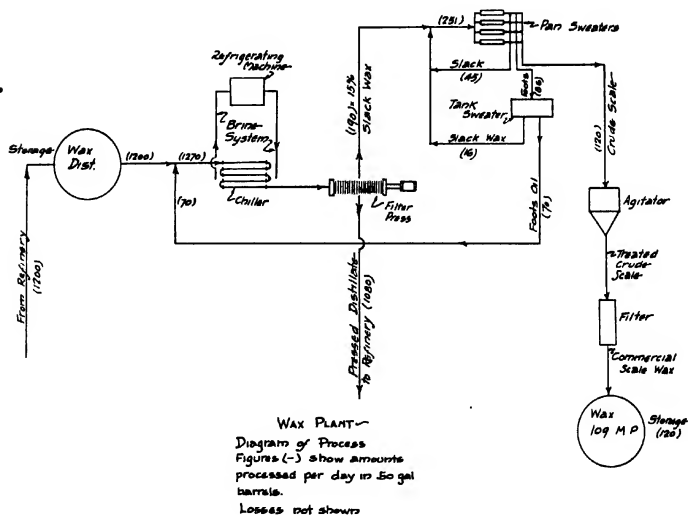 Storage
Wax
Dist.
From Refinery
(1200)
(1200)
(1270)
(70)
Refrigerating
Machine
Brine
System
Chiller
(190)= 15%
Slack Wax
Filter
Press
Pressed Distillate
to Refinery (1080)
(251)
Pan Sweaters
Slack
(45)
Foots
(86)
Tank
Sweater
Slack Wax
(16)
Foots Oil
(70)
(120)
Crude Scale
Agitator
Treated
Crude
Scale
Filter
Commercial
Scale Wax
Wax
109 M P
Storage
(120)
WAX PLANT
Diagram of Process
Figures (-) show amounts
processed per day in 50 gal
barrels.
Losses not shown